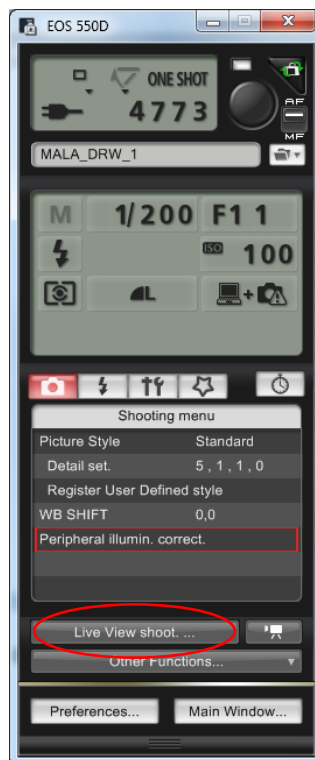 EOS 550D
ONE SHOT
4773
AF
MF
MALA_DRW_1
M 1/200 F11
ISO 100
L +
Shooting menu
Picture Style Standard
Detail set. 5,1,1,0
Register User Defined style
WB SHIFT 0,0
Peripheral illumin. correct.
Live View shoot. ...
Other Functions...
Preferences... Main Window...